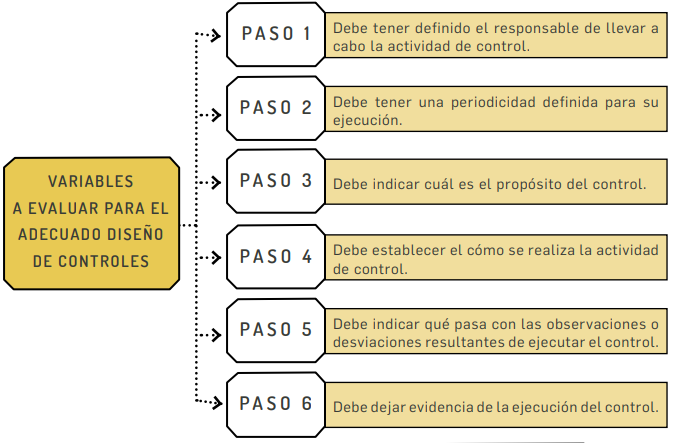 PASO 1
Debe tener definido el responsable de llevar a
cabo la actividad de control.
PASO 2
Debe tener una periodicidad definida para su
ejecución.
VARIABLES
A EVALUAR PARA EL
ADECUADO DISEÑO
DE CONTROLES
PASO 3
Debe indicar cuál es el propósito del control.
PASO 4
Debe establecer el cómo se realiza la actividad
de control.
PASO 5
Debe indicar qué pasa con las observaciones o
desviaciones resultantes de ejecutar el control.
PASO 6
Debe dejar evidencia de la ejecución del control.